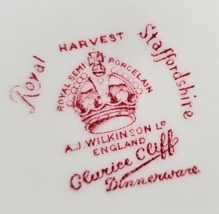 HARVEST
Royal Staffordshire
ROYAL SEMI PORCELAIN
A.J. WILKINSON LD
ENGLAND
Clarice Cliff
Dinnerware